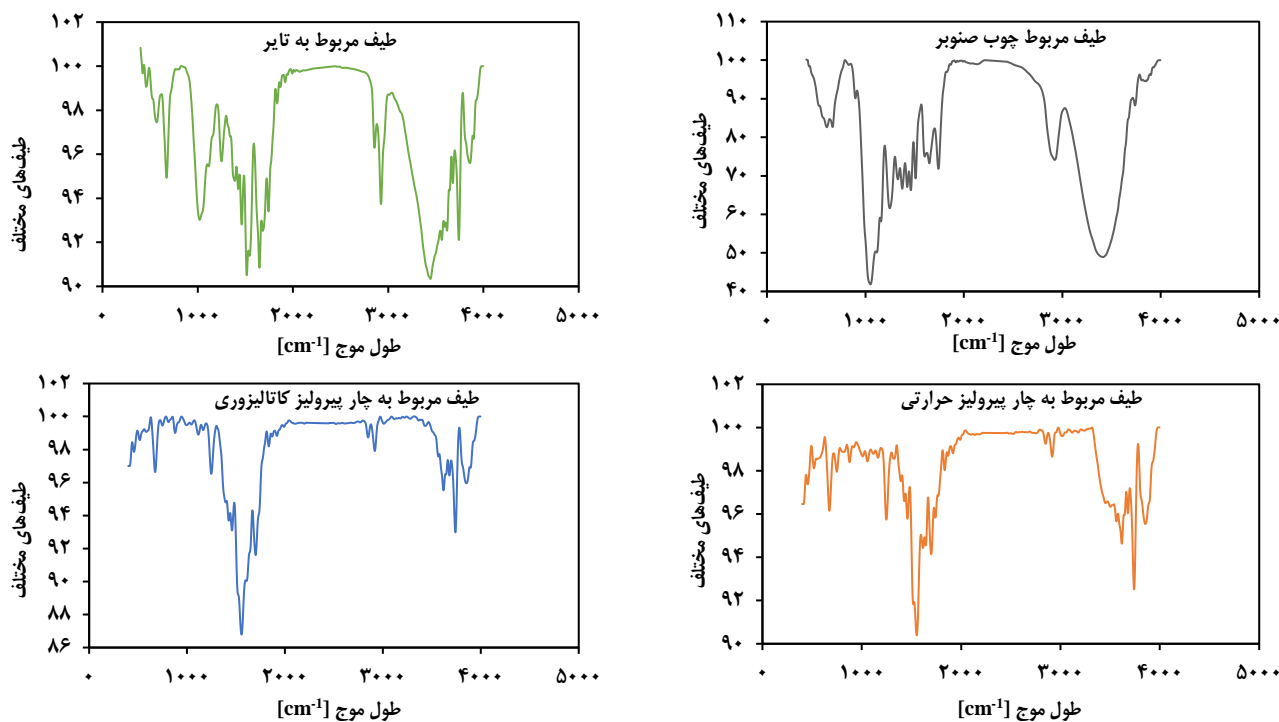 طیف مربوط به تایر
۱۰۲
۱۰۰
۹۸
۹۶
۹۴
۹۲
۹۰
طیف‌های مختلف
۰ ۱۰۰۰ ۲۰۰۰ ۳۰۰۰ ۴۰۰۰ ۵۰۰۰
طول موج [cm-1]
طیف مربوط چوب صنوبر
۱۱۰
۱۰۰
۹۰
۸۰
۷۰
۶۰
۵۰
۴۰
طیف‌های مختلف
۰ ۱۰۰۰ ۲۰۰۰ ۳۰۰۰ ۴۰۰۰ ۵۰۰۰
طول موج [cm-1]
طیف مربوط به چار پیرولیز کاتالیزوری
۱۰۲
۱۰۰
۹۸
۹۶
۹۴
۹۲
۹۰
۸۸
۸۶
طیف‌های مختلف
۰ ۱۰۰۰ ۲۰۰۰ ۳۰۰۰ ۴۰۰۰ ۵۰۰۰
طول موج [cm-1]
طیف مربوط به چار پیرولیز حرارتی
۱۰۲
۱۰۰
۹۸
۹۶
۹۴
۹۲
۹۰
طیف‌های مختلف
۰ ۱۰۰۰ ۲۰۰۰ ۳۰۰۰ ۴۰۰۰ ۵۰۰۰
طول موج [cm-1]